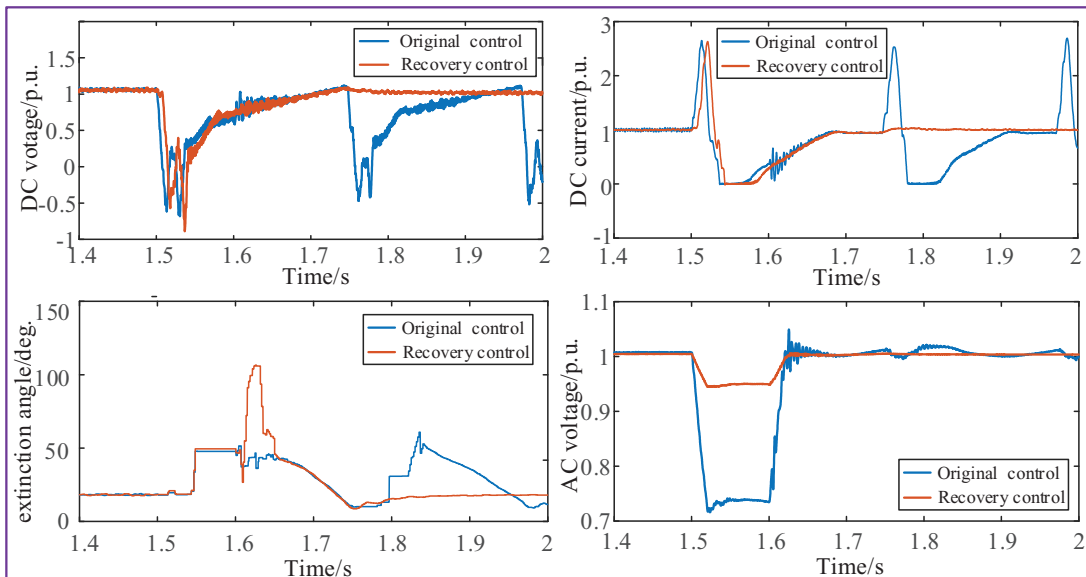 DC votage/p.u.
1.5
1
0.5
0
-0.5
-1
Original control
Recovery control
1.4 1.5 1.6 1.7 1.8 1.9 2
Time/s
DC current/p.u.
3
2
1
0
-1
Original control
Recovery control
1.4 1.5 1.6 1.7 1.8 1.9 2
Time/s
extinction angle/deg.
150
100
50
0
Original control
Recovery control
1.4 1.5 1.6 1.7 1.8 1.9 2
Time/s
AC voltage/p.u.
1.1
1.0
0.9
0.8
0.7
Original control
Recovery control
1.4 1.5 1.6 1.7 1.8 1.9 2
Time/s